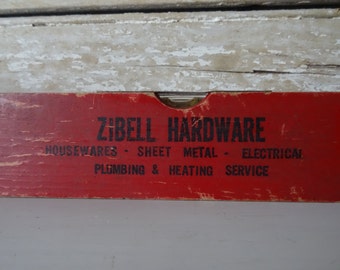 ZiBELL HARDWARE
HOUSEWARES - SHEET METAL - ELECTRICAL
PLUMBING & HEATING SERVICE